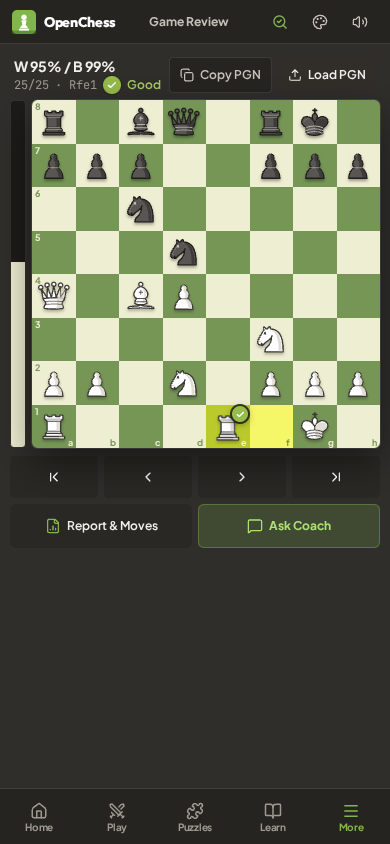 OpenChess
Game Review
W 95% / B 99%
25/25 · Rfe1 Good
Copy PGN
Load PGN
8
7
6
5
4
3
2
1
a b c d e f g h
Report & Moves
Ask Coach
Home
Play
Puzzles
Learn
More